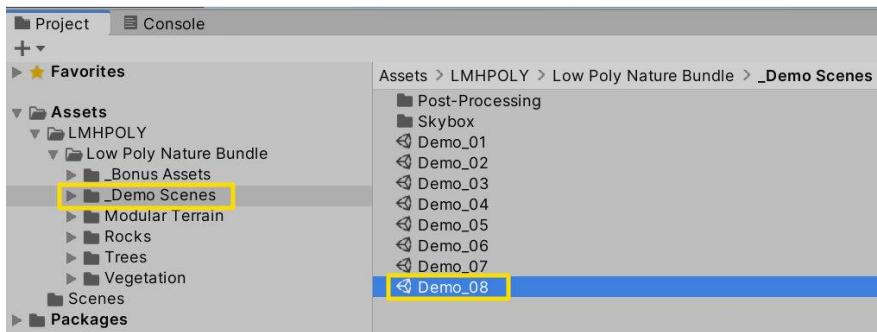 Project
Console
Favorites
Assets
LMHPOLY
Low Poly Nature Bundle
_Bonus Assets
_Demo Scenes
Modular Terrain
Rocks
Trees
Vegetation
Scenes
Packages
Assets > LMHPOLY > Low Poly Nature Bundle > _Demo Scenes
Post-Processing
Skybox
Demo_01
Demo_02
Demo_03
Demo_04
Demo_05
Demo_06
Demo_07
Demo_08